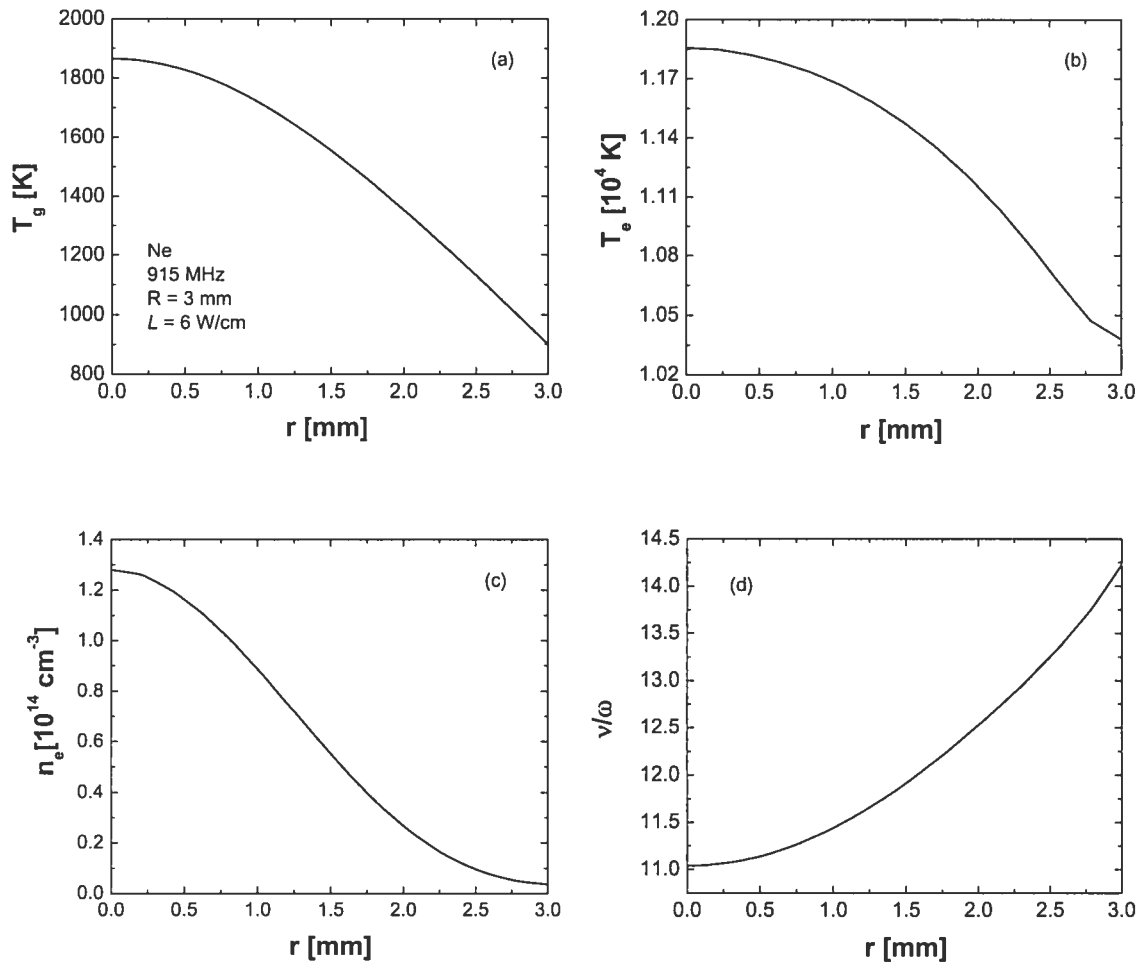 (a)
2000
1800
1600
1400
1200
1000
800
T_g [K]
Ne
915 MHz
R = 3 mm
L = 6 W/cm
0.0 0.5 1.0 1.5 2.0 2.5 3.0
r [mm]
(b)
1.20
1.17
1.14
1.11
1.08
1.05
1.02
T_e [10^4 K]
0.0 0.5 1.0 1.5 2.0 2.5 3.0
r [mm]
(c)
1.4
1.2
1.0
0.8
0.6
0.4
0.2
0.0
n_e[10^14 cm^-3]
0.0 0.5 1.0 1.5 2.0 2.5 3.0
r [mm]
(d)
14.5
14.0
13.5
13.0
12.5
12.0
11.5
11.0
ν/ω
0.0 0.5 1.0 1.5 2.0 2.5 3.0
r [mm]